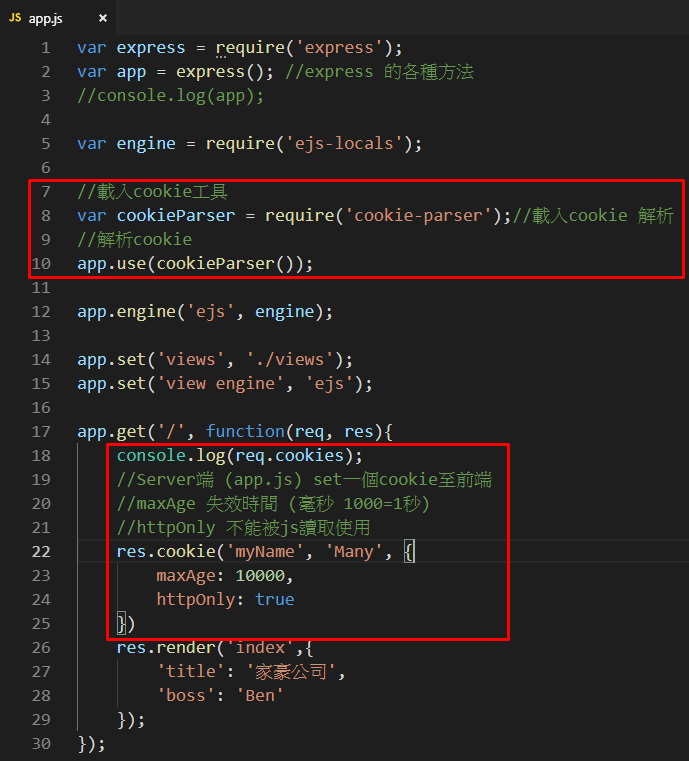 JS app.js ×
1 var express = require('express');
2 var app = express(); //express 的各種方法
3 //console.log(app);
4
5 var engine = require('ejs-locals');
6
7 //載入cookie工具
8 var cookieParser = require('cookie-parser');//載入cookie 解析
9 //解析cookie
10 app.use(cookieParser());
11
12 app.engine('ejs', engine);
13
14 app.set('views', './views');
15 app.set('view engine', 'ejs');
16
17 app.get('/', function(req, res){
18     console.log(req.cookies);
19     //Server端 (app.js) set一個cookie至前端
20     //maxAge 失效時間 (毫秒 1000=1秒)
21     //httpOnly 不能被js讀取使用
22     res.cookie('myName', 'Many', {
23         maxAge: 10000,
24         httpOnly: true
25     })
26     res.render('index',{
27         'title': '家豪公司',
28         'boss': 'Ben'
29     });
30 });